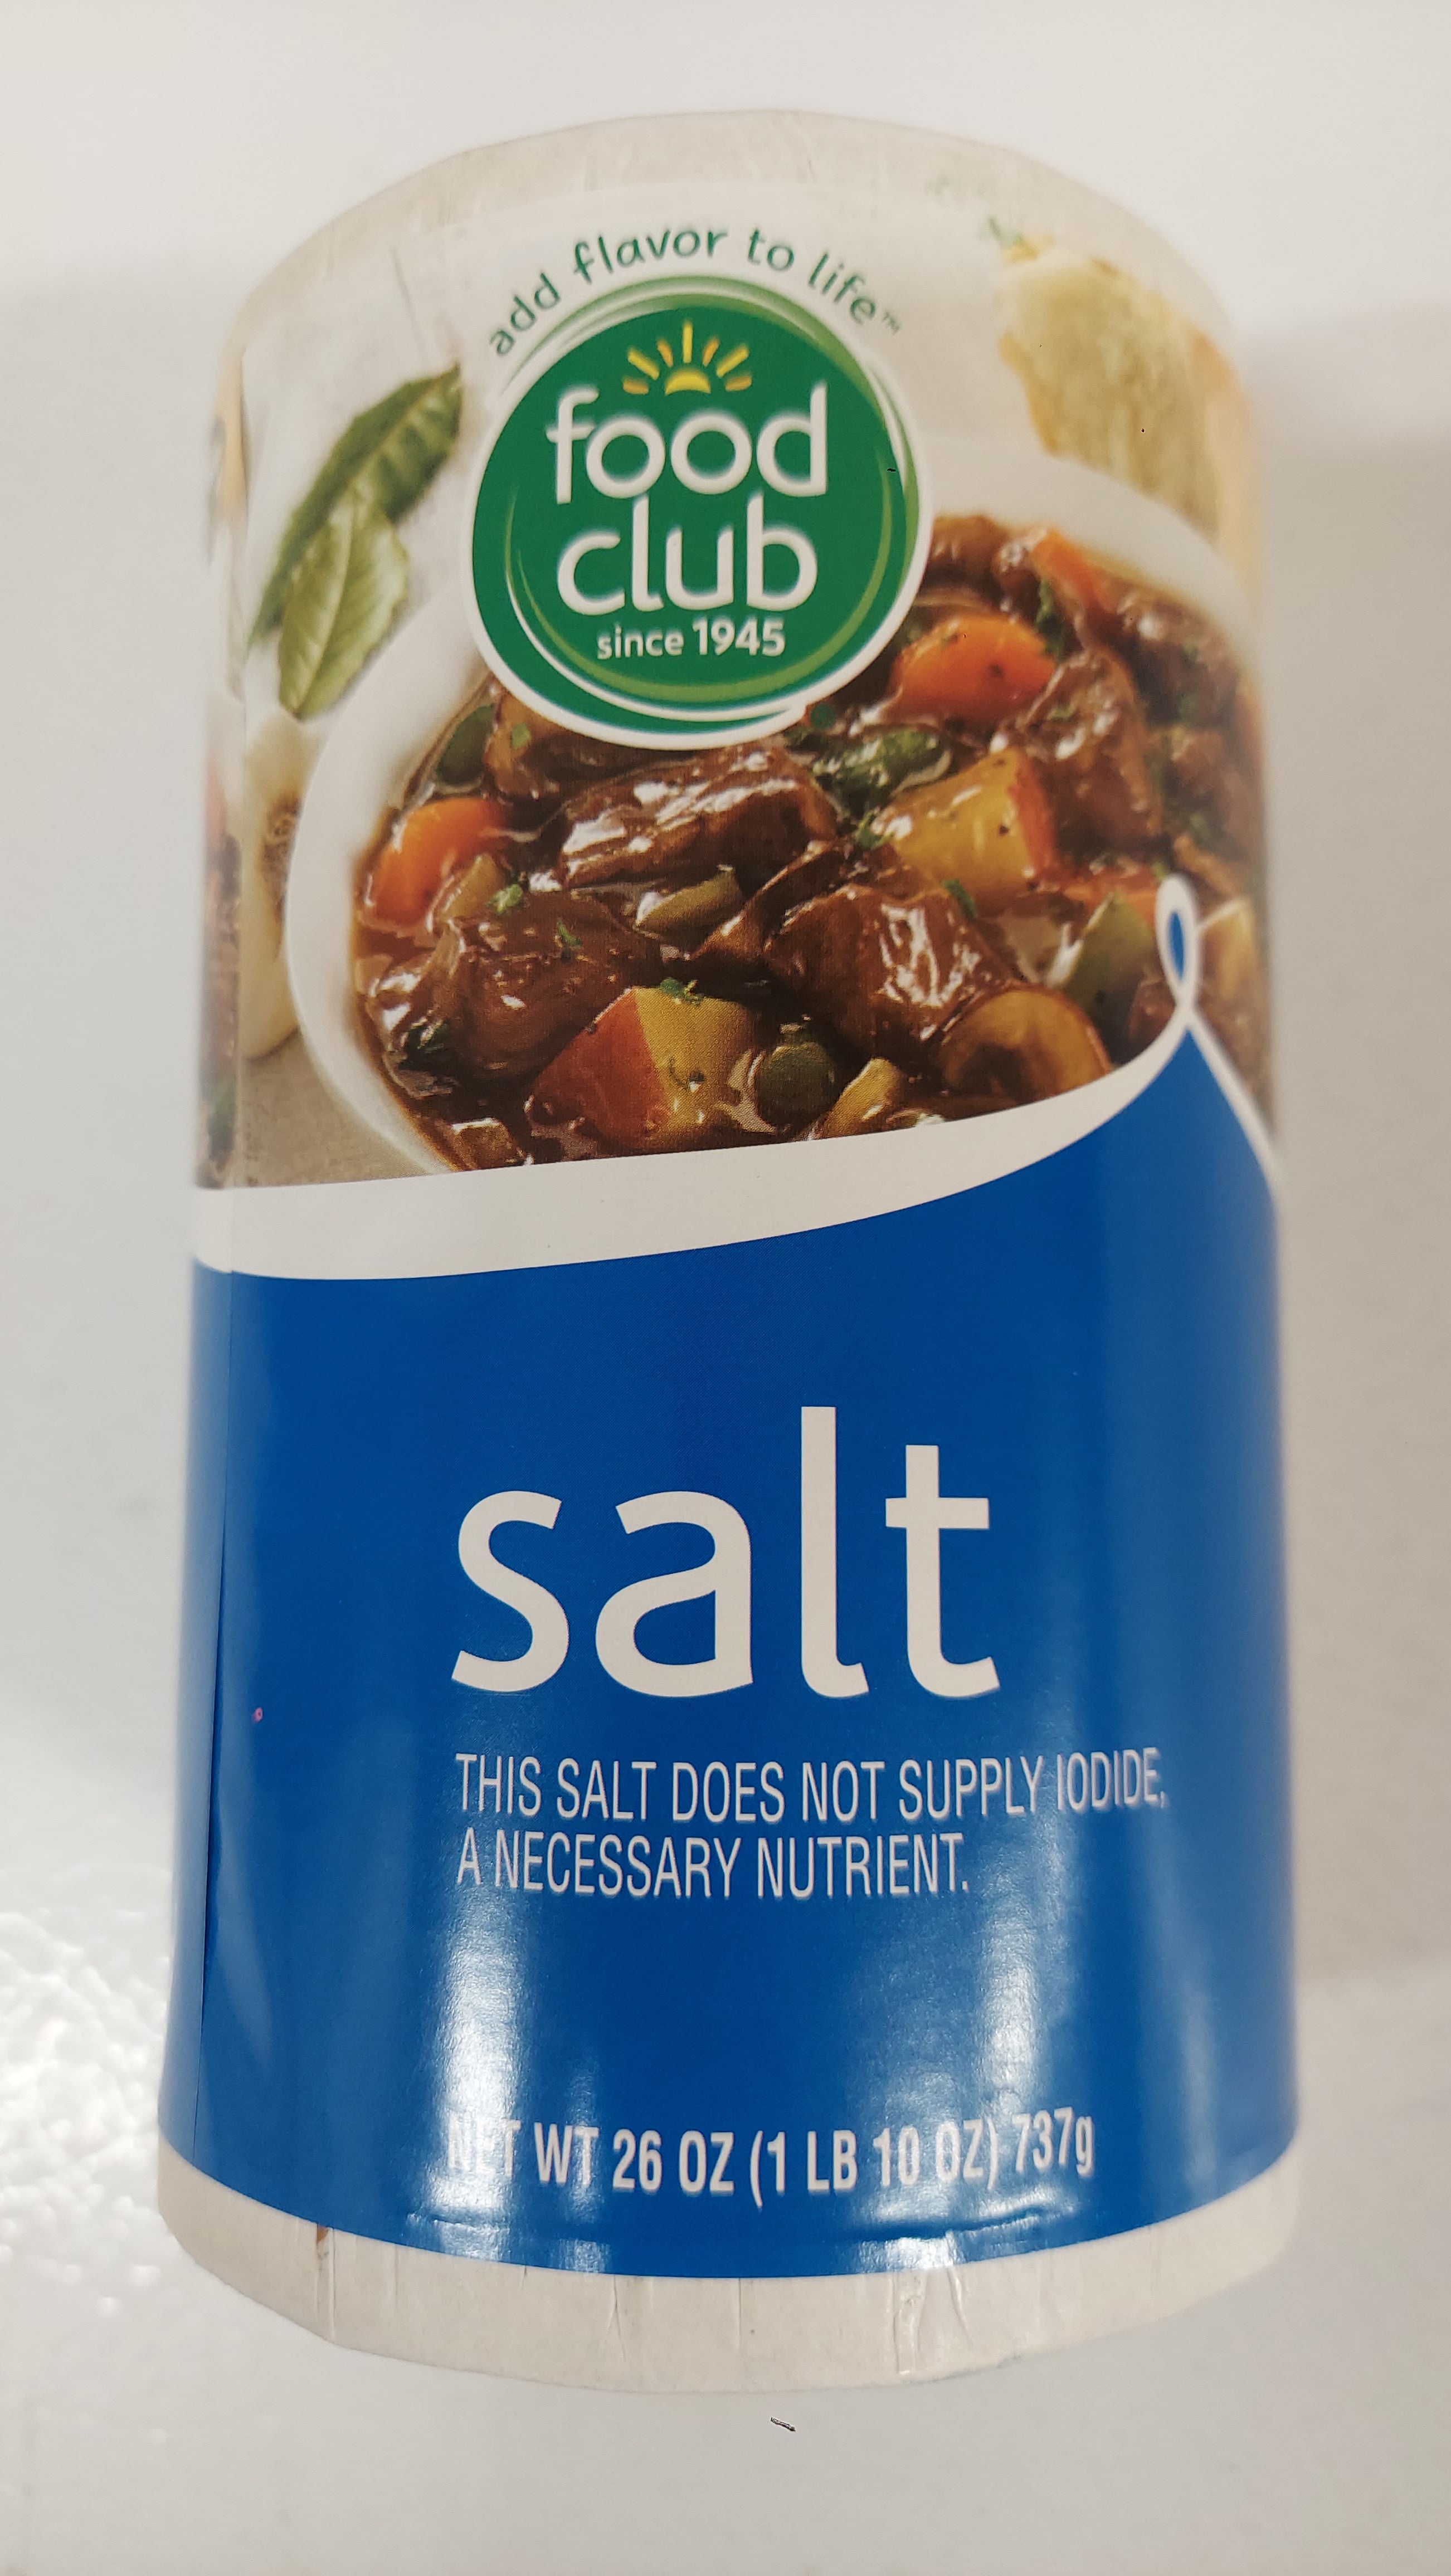 add flavor to life™
food
club
since 1945
salt
THIS SALT DOES NOT SUPPLY IODIDE,
A NECESSARY NUTRIENT.
NET WT 26 OZ (1 LB 10 OZ) 737g